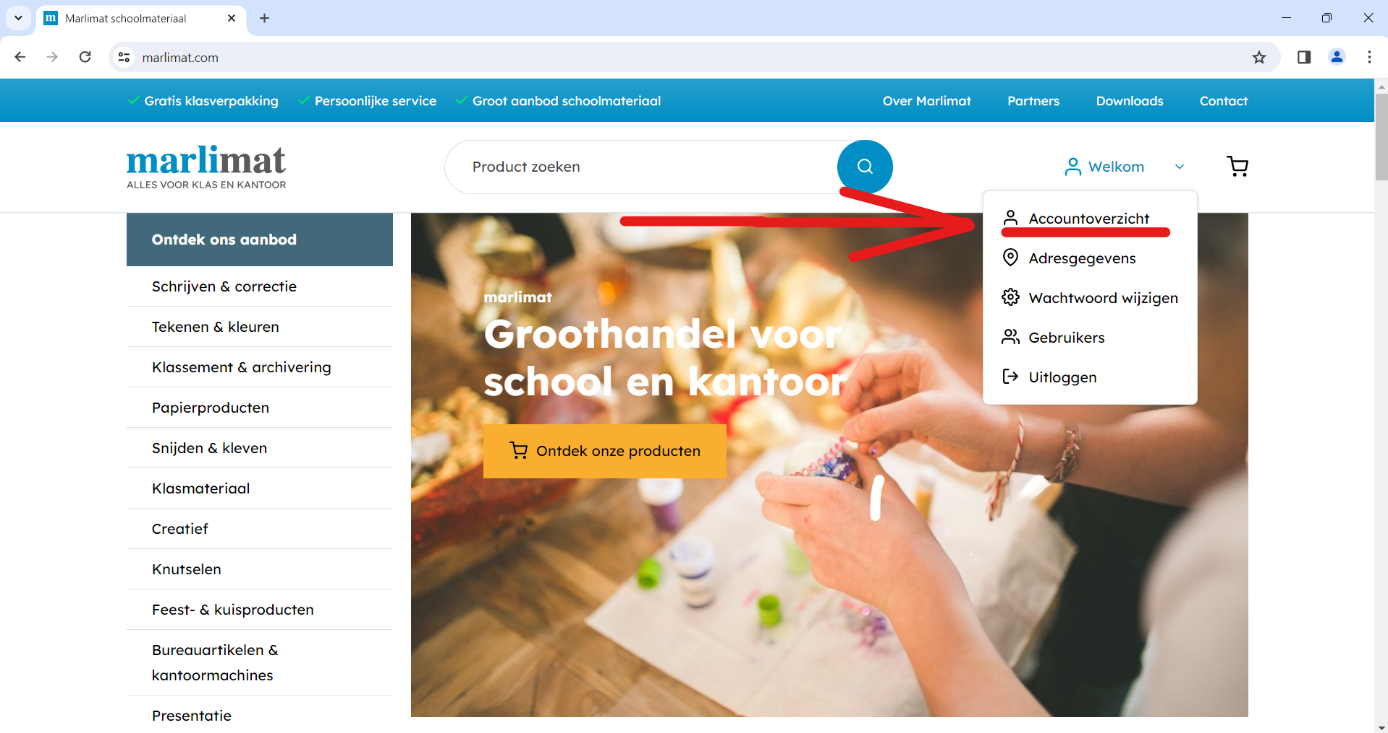 Marlimat schoolmateriaal
marlimat.com
Gratis klasverpakking
Persoonlijke service
Groot aanbod schoolmateriaal
Over Marlimat
Partners
Downloads
Contact
marlimat
ALLES VOOR KLAS EN KANTOOR
Product zoeken
Welkom
Accountoverzicht
Adresgegevens
Wachtwoord wijzigen
Gebruikers
Uitloggen
Ontdek ons aanbod
Schrijven & correctie
Tekenen & kleuren
Klassement & archivering
Papierproducten
Snijden & kleven
Klasmateriaal
Creatief
Knutselen
Feest- & kuisproducten
Bureauartikelen &
kantoormachines
Presentatie
marlimat
Groothandel voor
school en kantoor
Ontdek onze producten